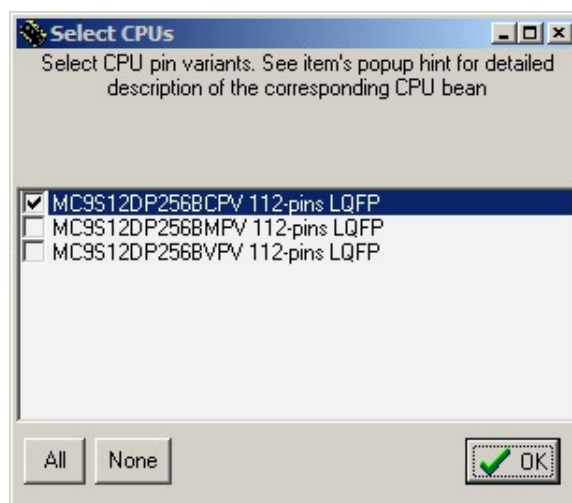 Select CPUs
Select CPU pin variants. See item's popup hint for detailed
description of the corresponding CPU bean
MC9S12DP256BCPV 112-pins LQFP
MC9S12DP256BMPV 112-pins LQFP
MC9S12DP256BVPV 112-pins LQFP
All None OK